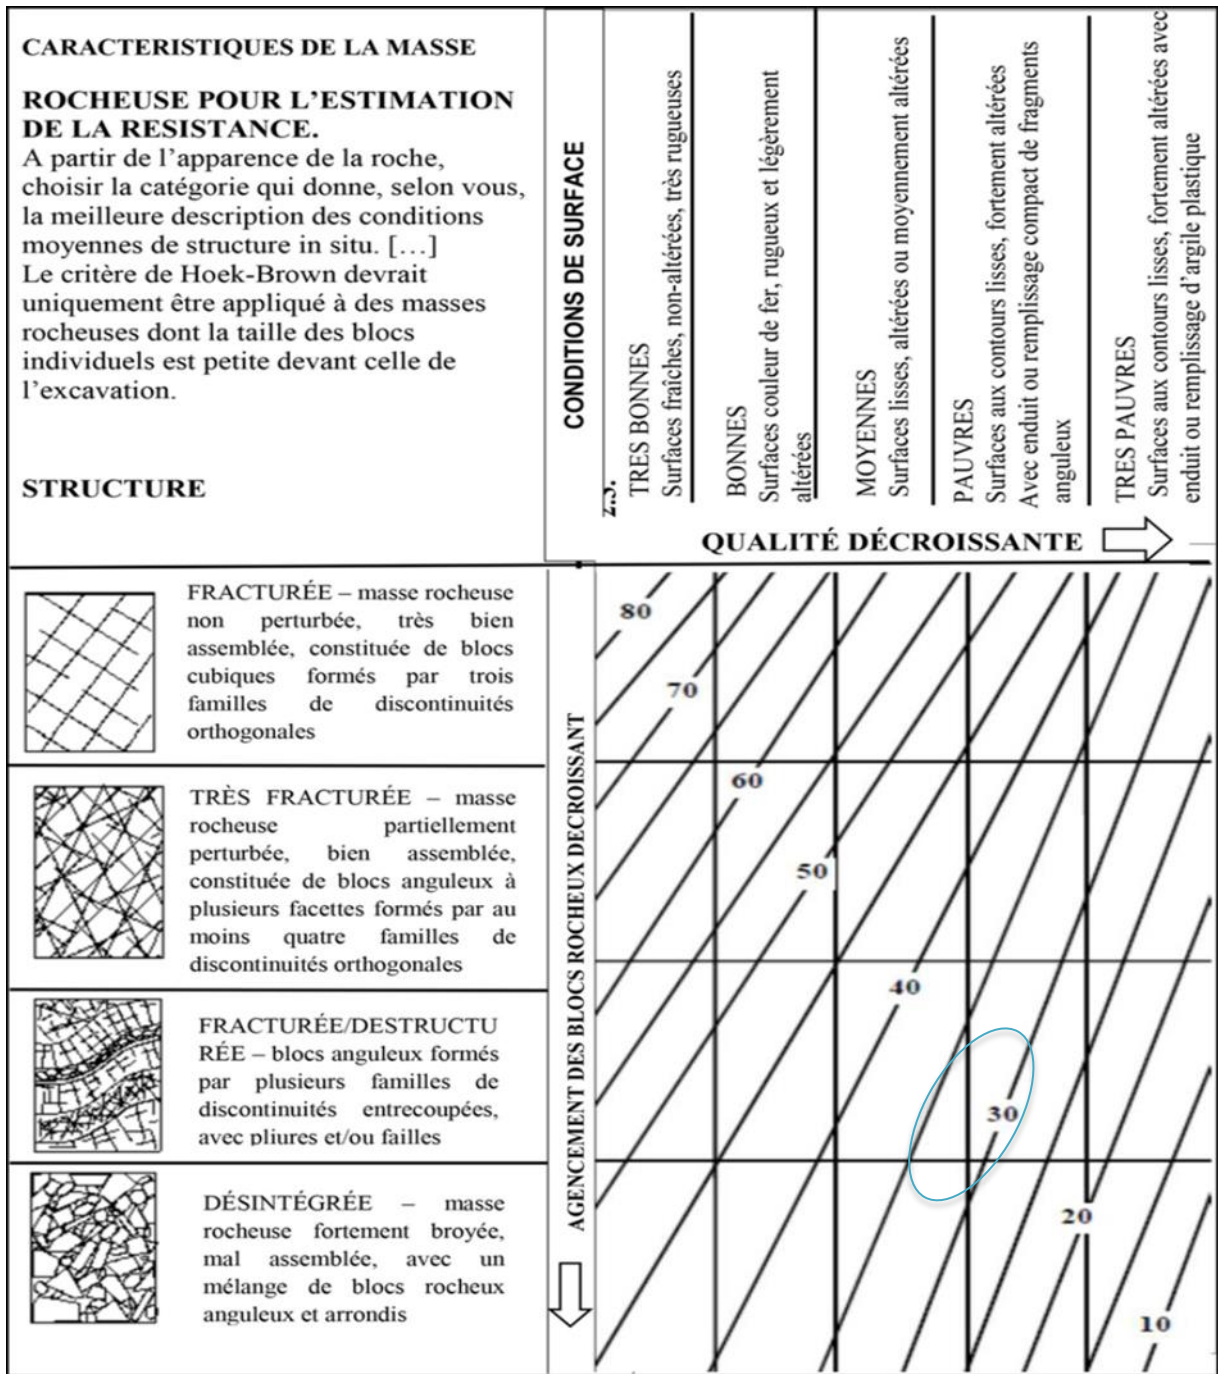 CARACTERISTIQUES DE LA MASSE
ROCHEUSE POUR L'ESTIMATION
DE LA RESISTANCE.
A partir de l'apparence de la roche,
choisir la catégorie qui donne, selon vous,
la meilleure description des conditions
moyennes de structure in situ. […]
Le critère de Hoek-Brown devrait
uniquement être appliqué à des masses
rocheuses dont la taille des blocs
individuels est petite devant celle de
l'excavation.
STRUCTURE
CONDITIONS DE SURFACE
TRES BONNES
Surfaces fraîches, non-altérées, très rugueuses
BONNES
Surfaces couleur de fer, rugueux et légèrement
altérées
MOYENNES
Surfaces lisses, altérées ou moyennement altérées
PAUVRES
Surfaces aux contours lisses, fortement altérées
Avec enduit ou remplissage compact de fragments
anguleux
TRES PAUVRES
Surfaces aux contours lisses, fortement altérées avec
enduit ou remplissage d'argile plastique
QUALITÉ DÉCROISSANTE
FRACTURÉE – masse rocheuse
non perturbée, très bien
assemblée, constituée de blocs
cubiques formés par trois
familles de discontinuités
orthogonales
TRÈS FRACTURÉE – masse
rocheuse partiellement
perturbée, bien assemblée,
constituée de blocs anguleux à
plusieurs facettes formés par au
moins quatre familles de
discontinuités orthogonales
FRACTURÉE/DESTRUCTU
RÉE – blocs anguleux formés
par plusieurs familles de
discontinuités entrecoupées,
avec pliures et/ou failles
DÉSINTÉGRÉE – masse
rocheuse fortement broyée,
mal assemblée, avec un
mélange de blocs rocheux
anguleux et arrondis
AGENCEMENT DES BLOCS ROCHEUX DECROISSANT
80
70
60
50
40
30
20
10